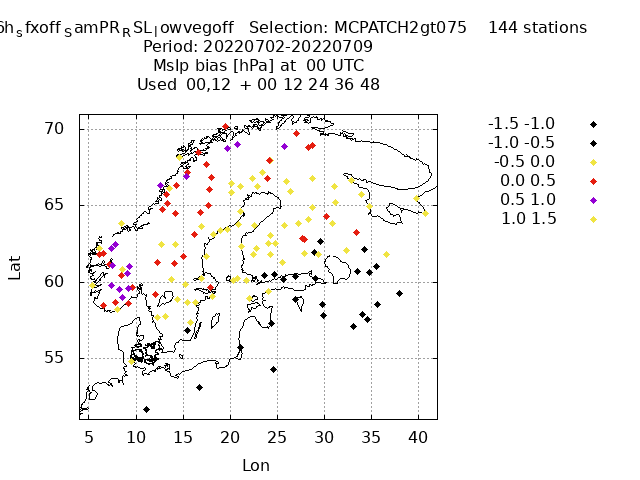 6h_sfxoff_SamPR_RSL_lowvegoff Selection: MCPATCH2gt075 144 stations
Period: 20220702-20220709
Mslp bias [hPa] at 00 UTC
Used 00,12 + 00 12 24 36 48
-1.5 -1.0
-1.0 -0.5
-0.5 0.0
0.0 0.5
0.5 1.0
1.0 1.5
70
65
60
55
Lat
5 10 15 20 25 30 35 40
Lon